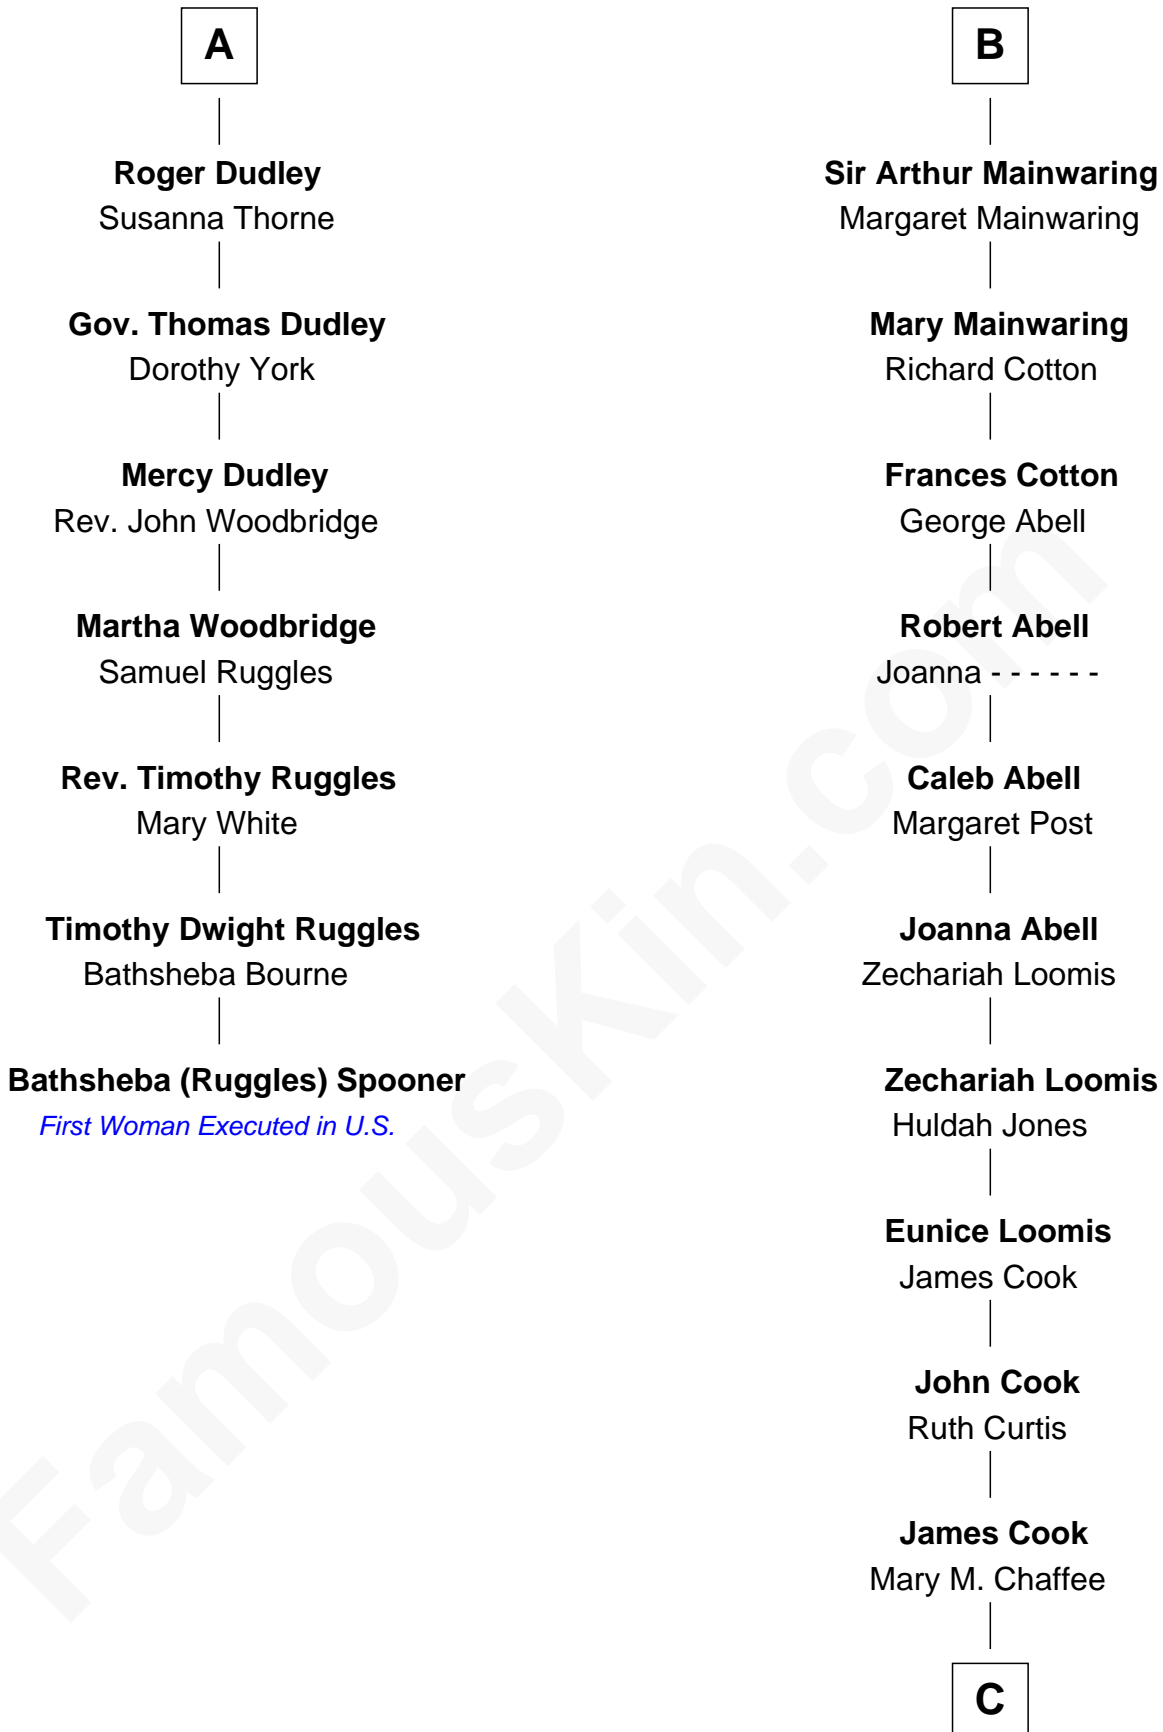 A
Roger Dudley
Susanna Thorne
Gov. Thomas Dudley
Dorothy York
Mercy Dudley
Rev. John Woodbridge
Martha Woodbridge
Samuel Ruggles
Rev. Timothy Ruggles
Mary White
Timothy Dwight Ruggles
Bathsheba Bourne
Bathsheba (Ruggles) Spooner
First Woman Executed in U.S.
B
Sir Arthur Mainwaring
Margaret Mainwaring
Mary Mainwaring
Richard Cotton
Frances Cotton
George Abell
Robert Abell
Joanna - - - - - -
Caleb Abell
Margaret Post
Joanna Abell
Zechariah Loomis
Zechariah Loomis
Huldah Jones
Eunice Loomis
James Cook
John Cook
Ruth Curtis
James Cook
Mary M. Chaffee
C
FamousKin.com